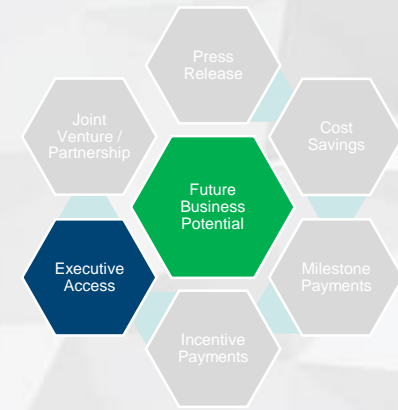 Press
Release
Joint
Venture /
Partnership
Cost
Savings
Future
Business
Potential
Executive
Access
Milestone
Payments
Incentive
Payments